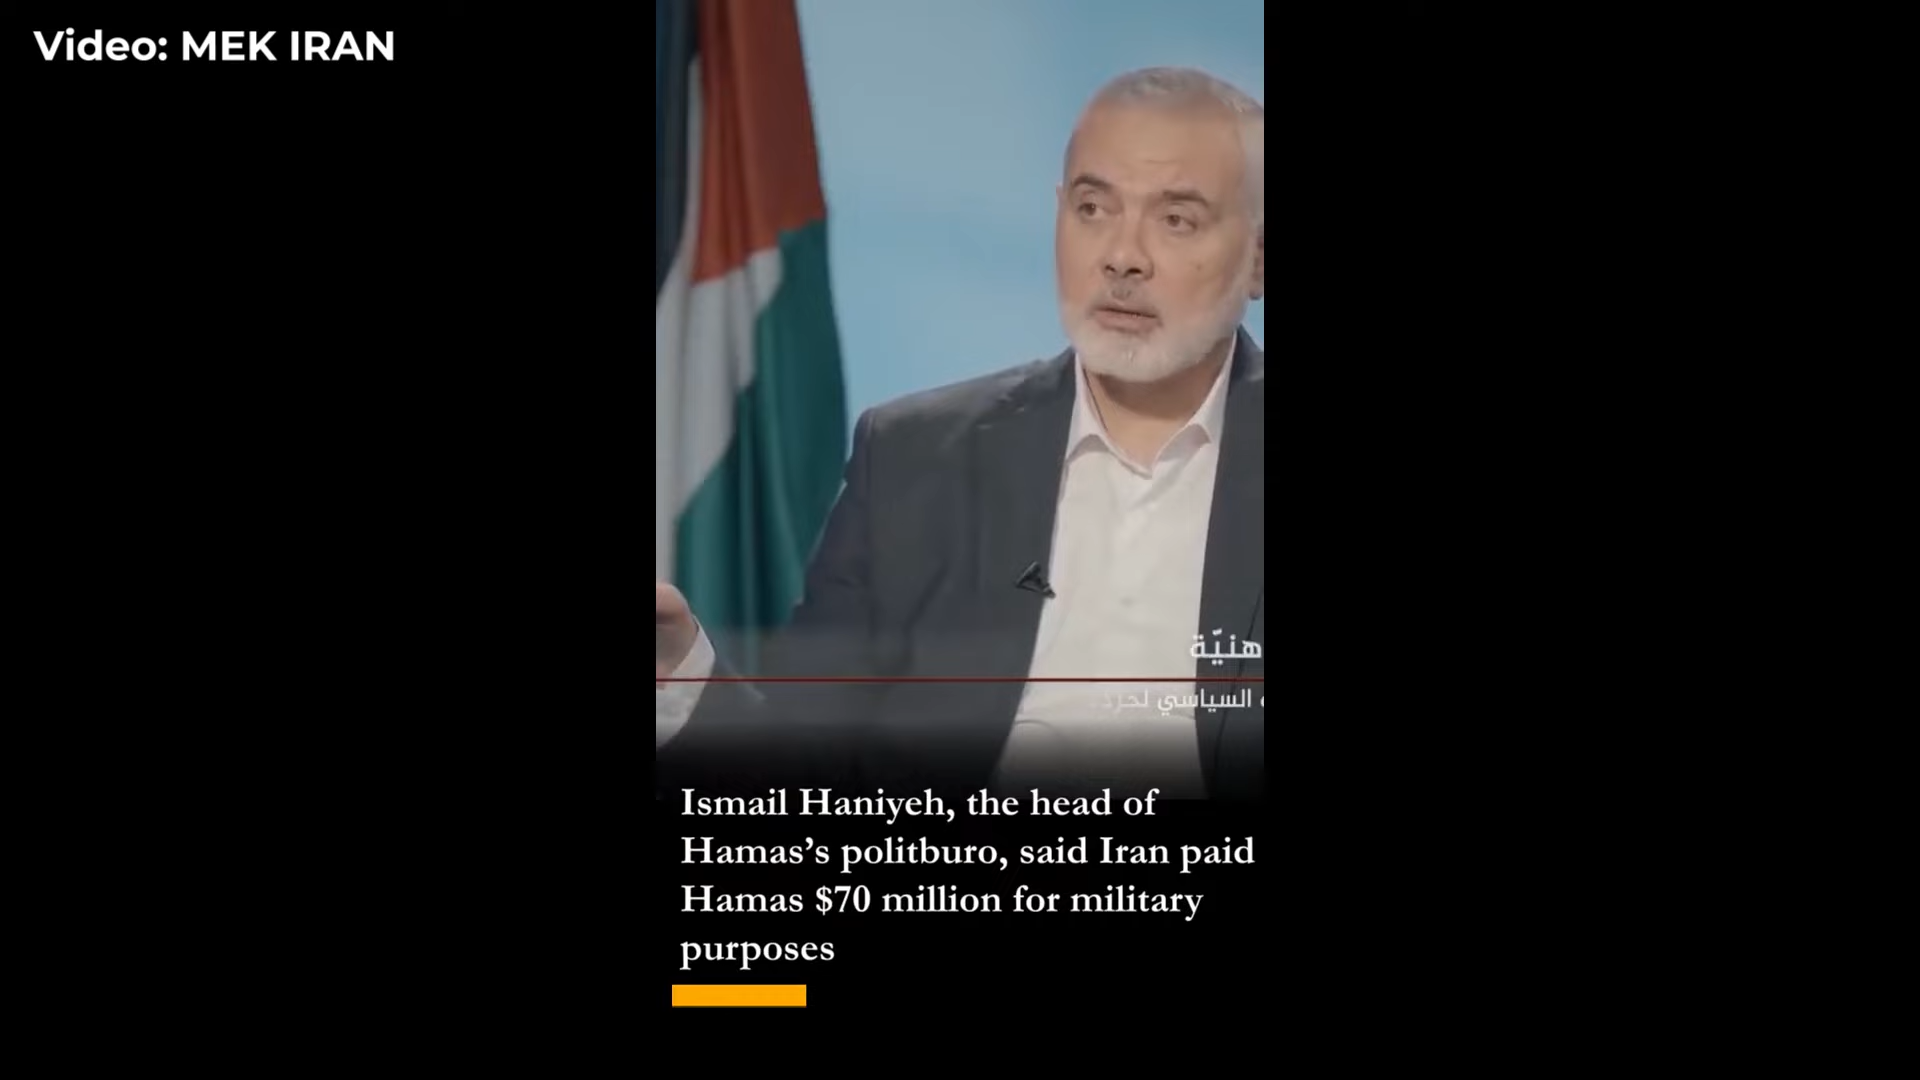 Video: MEK IRAN
هنيّة
السياسي
Ismail Haniyeh, the head of
Hamas’s politburo, said Iran paid
Hamas $70 million for military
purposes